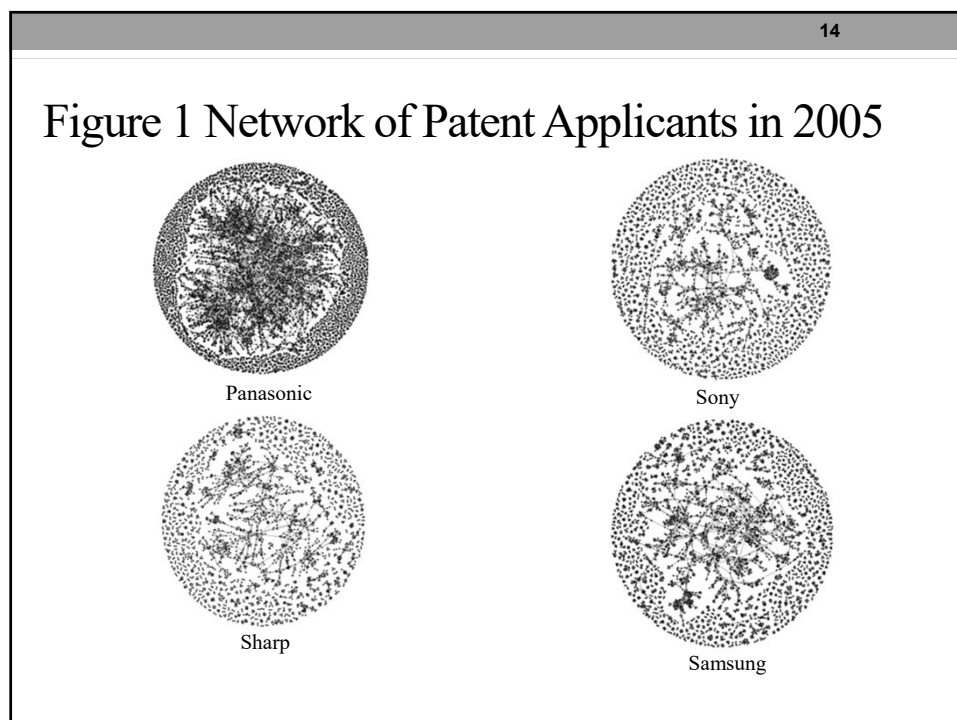 14
Figure 1 Network of Patent Applicants in 2005
Panasonic
Sony
Sharp
Samsung